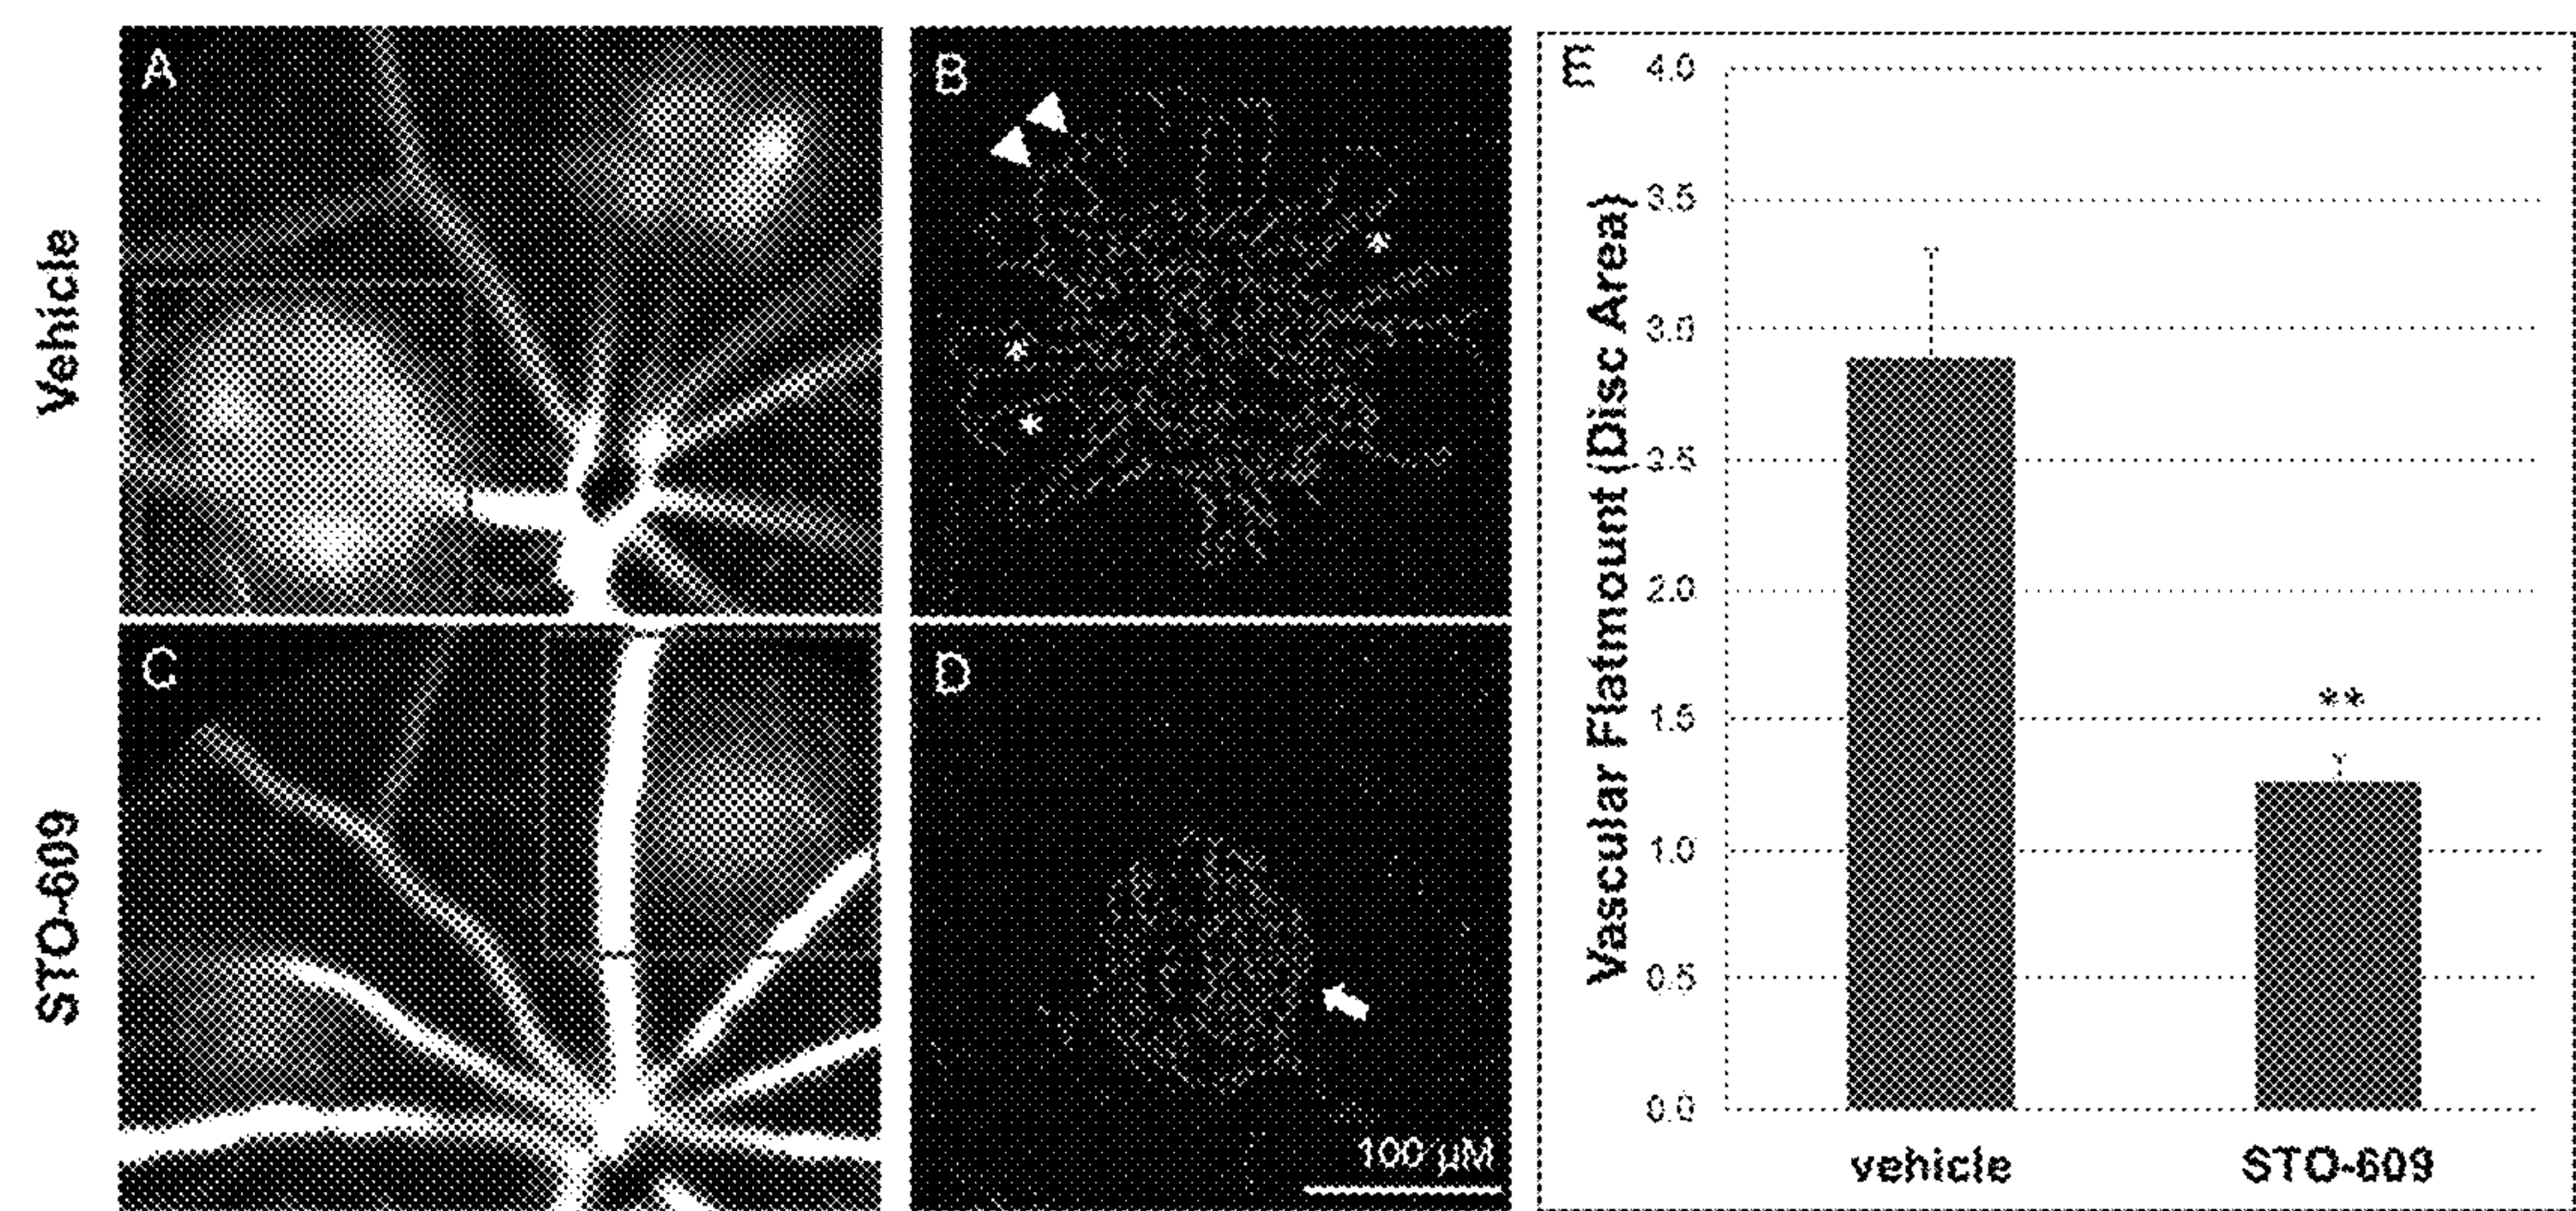 Vehicle
STO-609
A
B
C
D
100 µM
E
Vascular Flatmount (Disc Area)
4.0
3.5
3.0
2.5
2.0
1.5
1.0
0.5
0.0
**
vehicle
STO-609